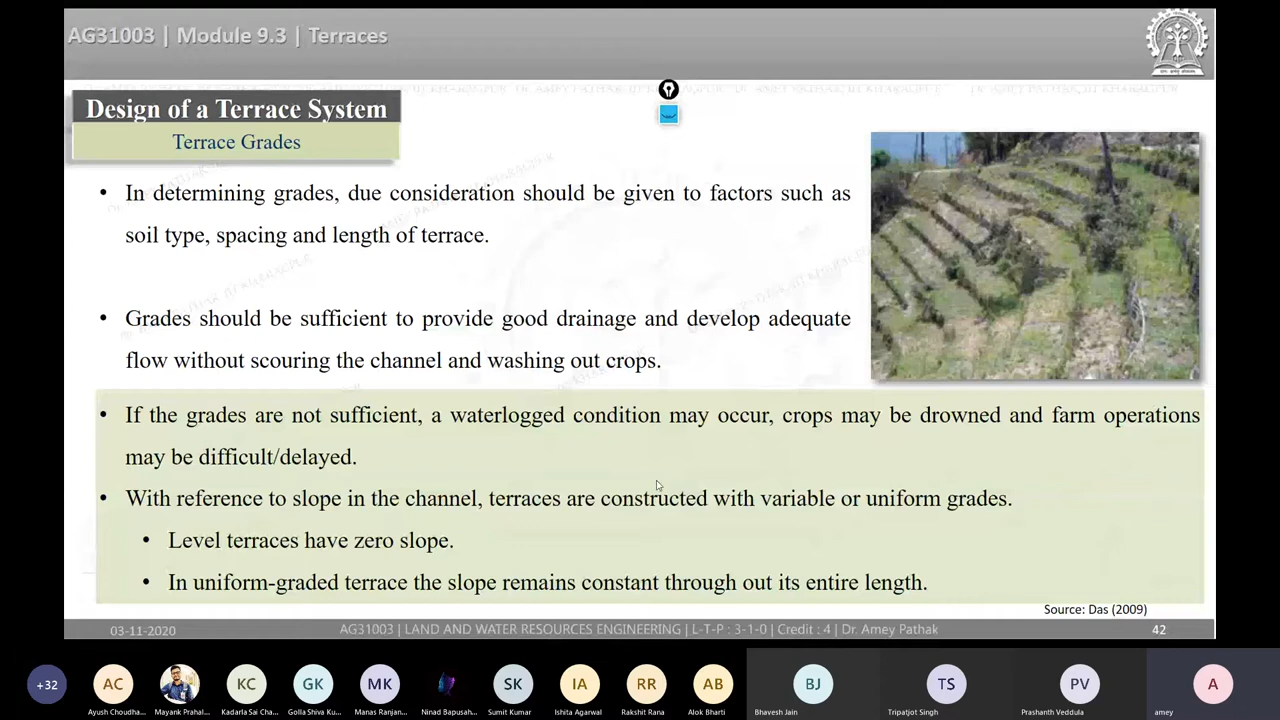 AG31003 | Module 9.3 | Terraces
Design of a Terrace System
Terrace Grades
• In determining grades, due consideration should be given to factors such as
soil type, spacing and length of terrace.
• Grades should be sufficient to provide good drainage and develop adequate
flow without scouring the channel and washing out crops.
• If the grades are not sufficient, a waterlogged condition may occur, crops may be drowned and farm operations
may be difficult/delayed.
• With reference to slope in the channel, terraces are constructed with variable or uniform grades.
• Level terraces have zero slope.
• In uniform-graded terrace the slope remains constant through out its entire length.
Source: Das (2009)
03-11-2020 AG31003 | LAND AND WATER RESOURCES ENGINEERING | L-T-P : 3-1-0 | Credit : 4 | Dr. Amey Pathak 42
+32 AC GK KC MK SK IA RR AB BJ TS PV A
Ayush Choudha... Mayank Prahal... Kadarla Sai Cha... Golla Shiva Ku... Manas Ranjan... Ninad Bapusah... Sumit Kumar Ishita Agarwal Rakshit Rana Alok Bharti Bhavesh Jain Tripatjot Singh Prashanth Veddula amey